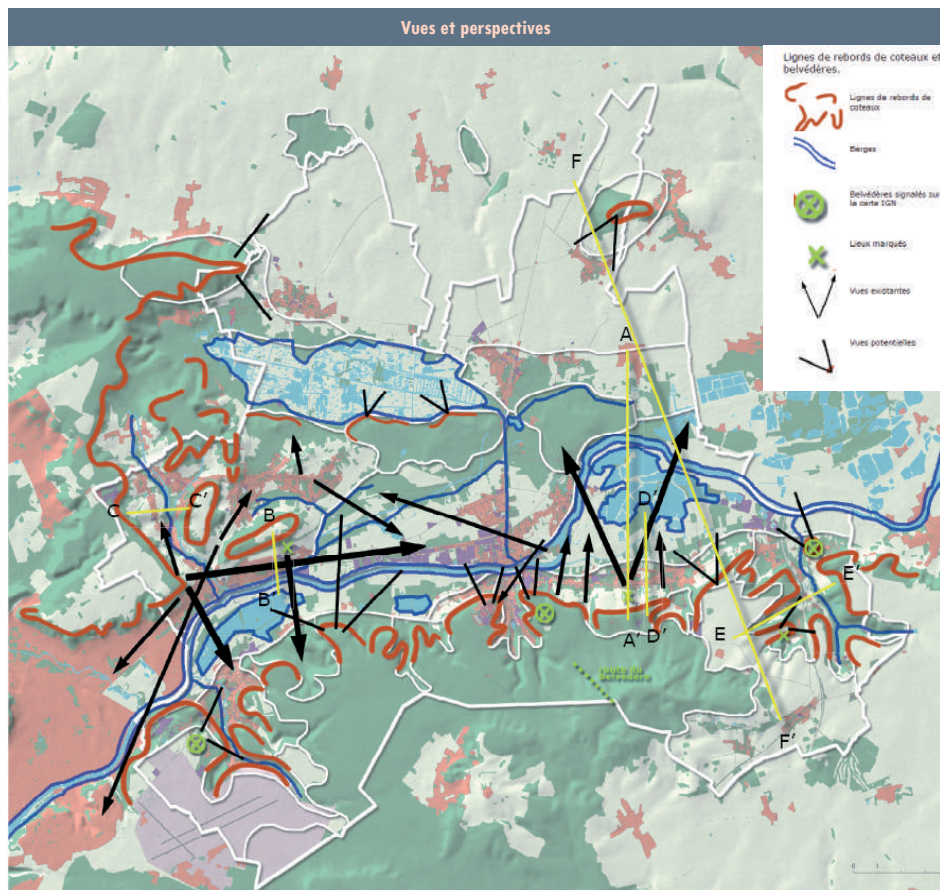 Vues et perspectives
Lignes de rebords de coteaux et
belvédères.
Lignes de rebords de
coteaux
Berges
Belvédères signalés sur
la carte IGN
Lieux marqués
Vues existantes
Vues potentielles
F
A
C
C'
B
D'
B'
E'
E
A'
D'
route du
Belvédère
F'
0